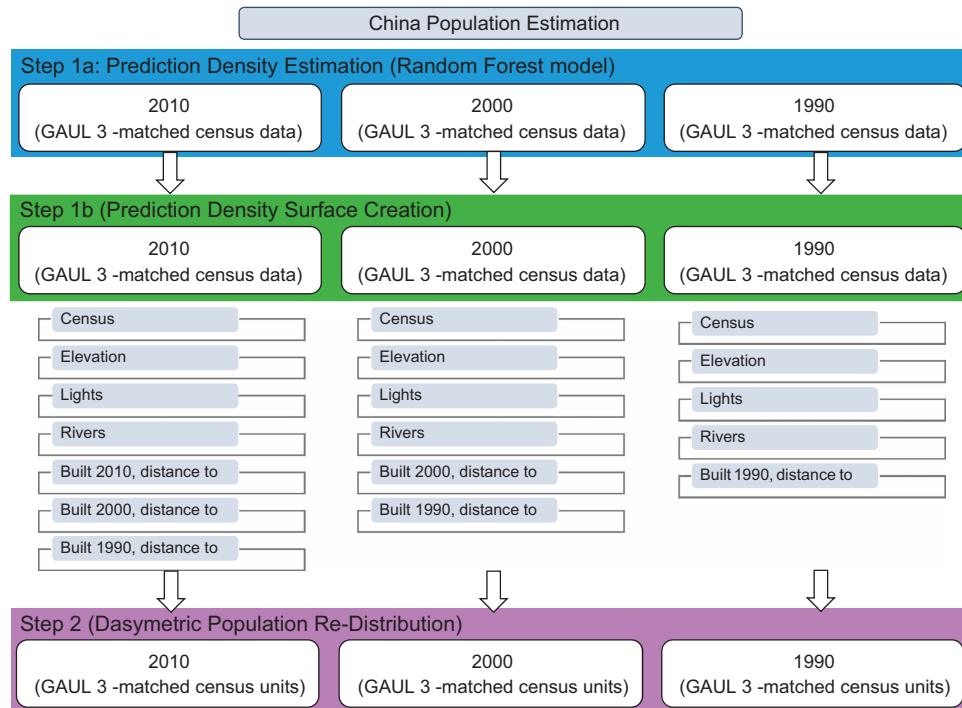 China Population Estimation
Step 1a: Prediction Density Estimation (Random Forest model)
2010
(GAUL 3 -matched census data)
2000
(GAUL 3 -matched census data)
1990
(GAUL 3 -matched census data)
Step 1b (Prediction Density Surface Creation)
2010
(GAUL 3 -matched census data)
2000
(GAUL 3 -matched census data)
1990
(GAUL 3 -matched census data)
Census
Elevation
Lights
Rivers
Built 2010, distance to
Built 2000, distance to
Built 1990, distance to
Census
Elevation
Lights
Rivers
Built 2000, distance to
Built 1990, distance to
Census
Elevation
Lights
Rivers
Built 1990, distance to
Step 2 (Dasymetric Population Re-Distribution)
2010
(GAUL 3 -matched census units)
2000
(GAUL 3 -matched census units)
1990
(GAUL 3 -matched census units)